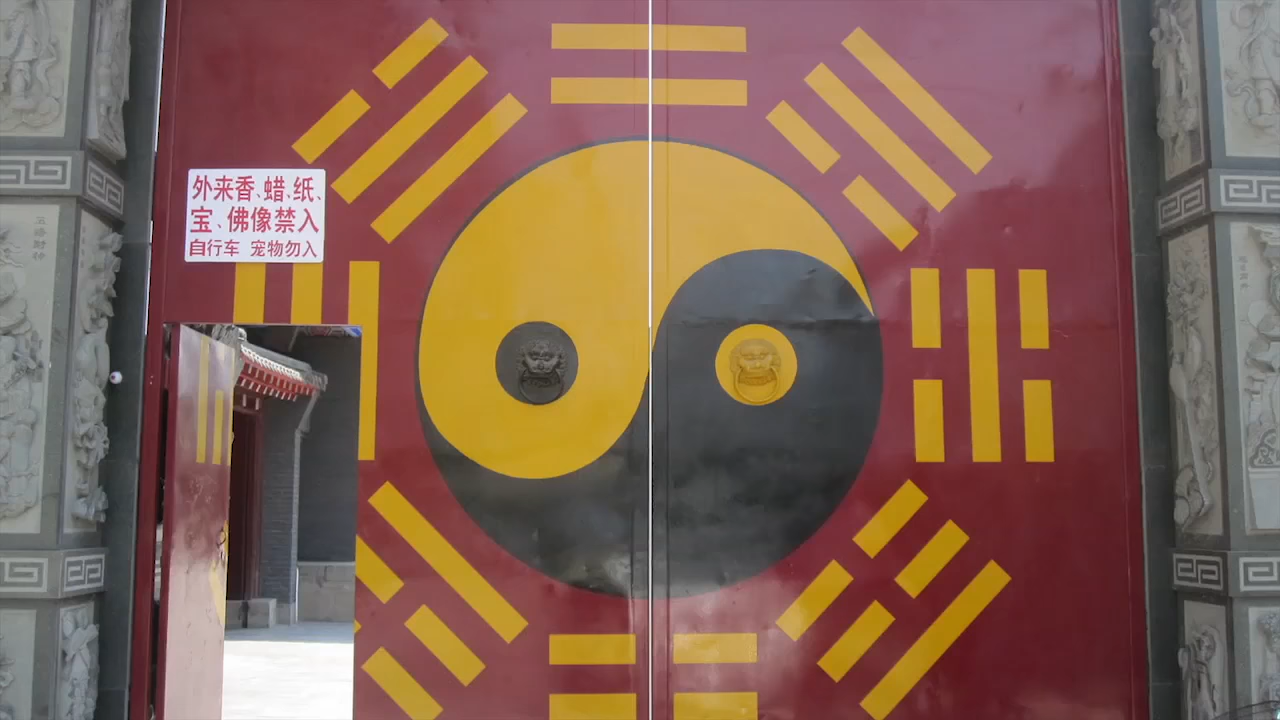 外来香、蜡、纸、
宝、佛像禁入
自行车 宠物勿入